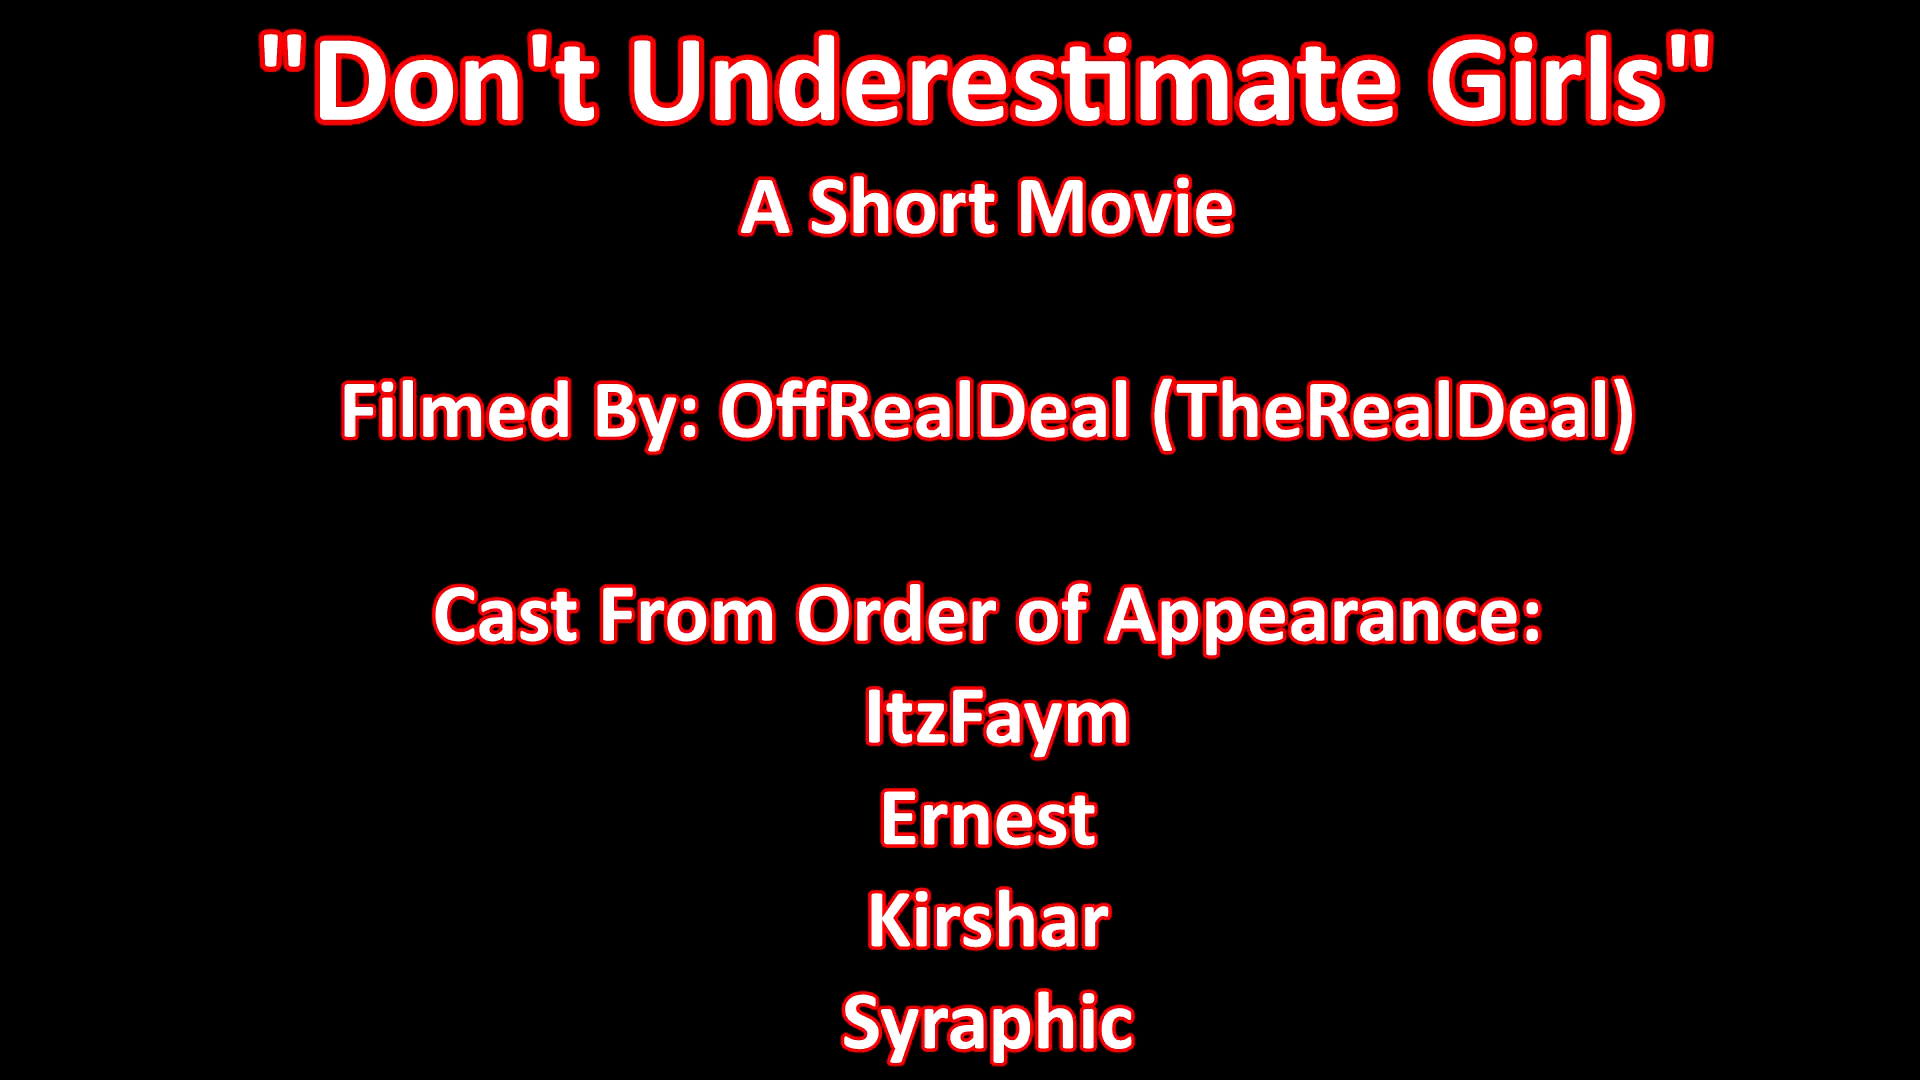 "Don't Underestimate Girls"
A Short Movie
Filmed By: OffRealDeal (TheRealDeal)
Cast From Order of Appearance:
ItzFaym
Ernest
Kirshar
Syraphic